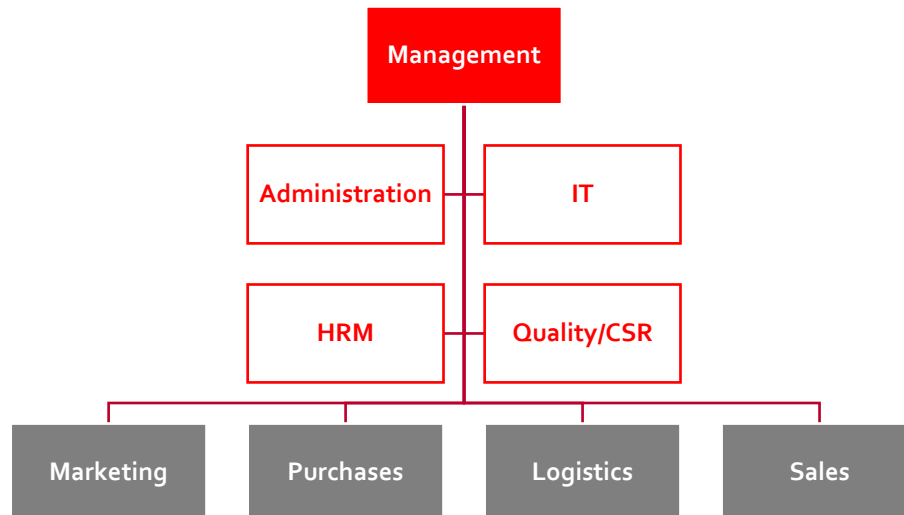 Management
Administration
IT
HRM
Quality/CSR
Marketing
Purchases
Logistics
Sales